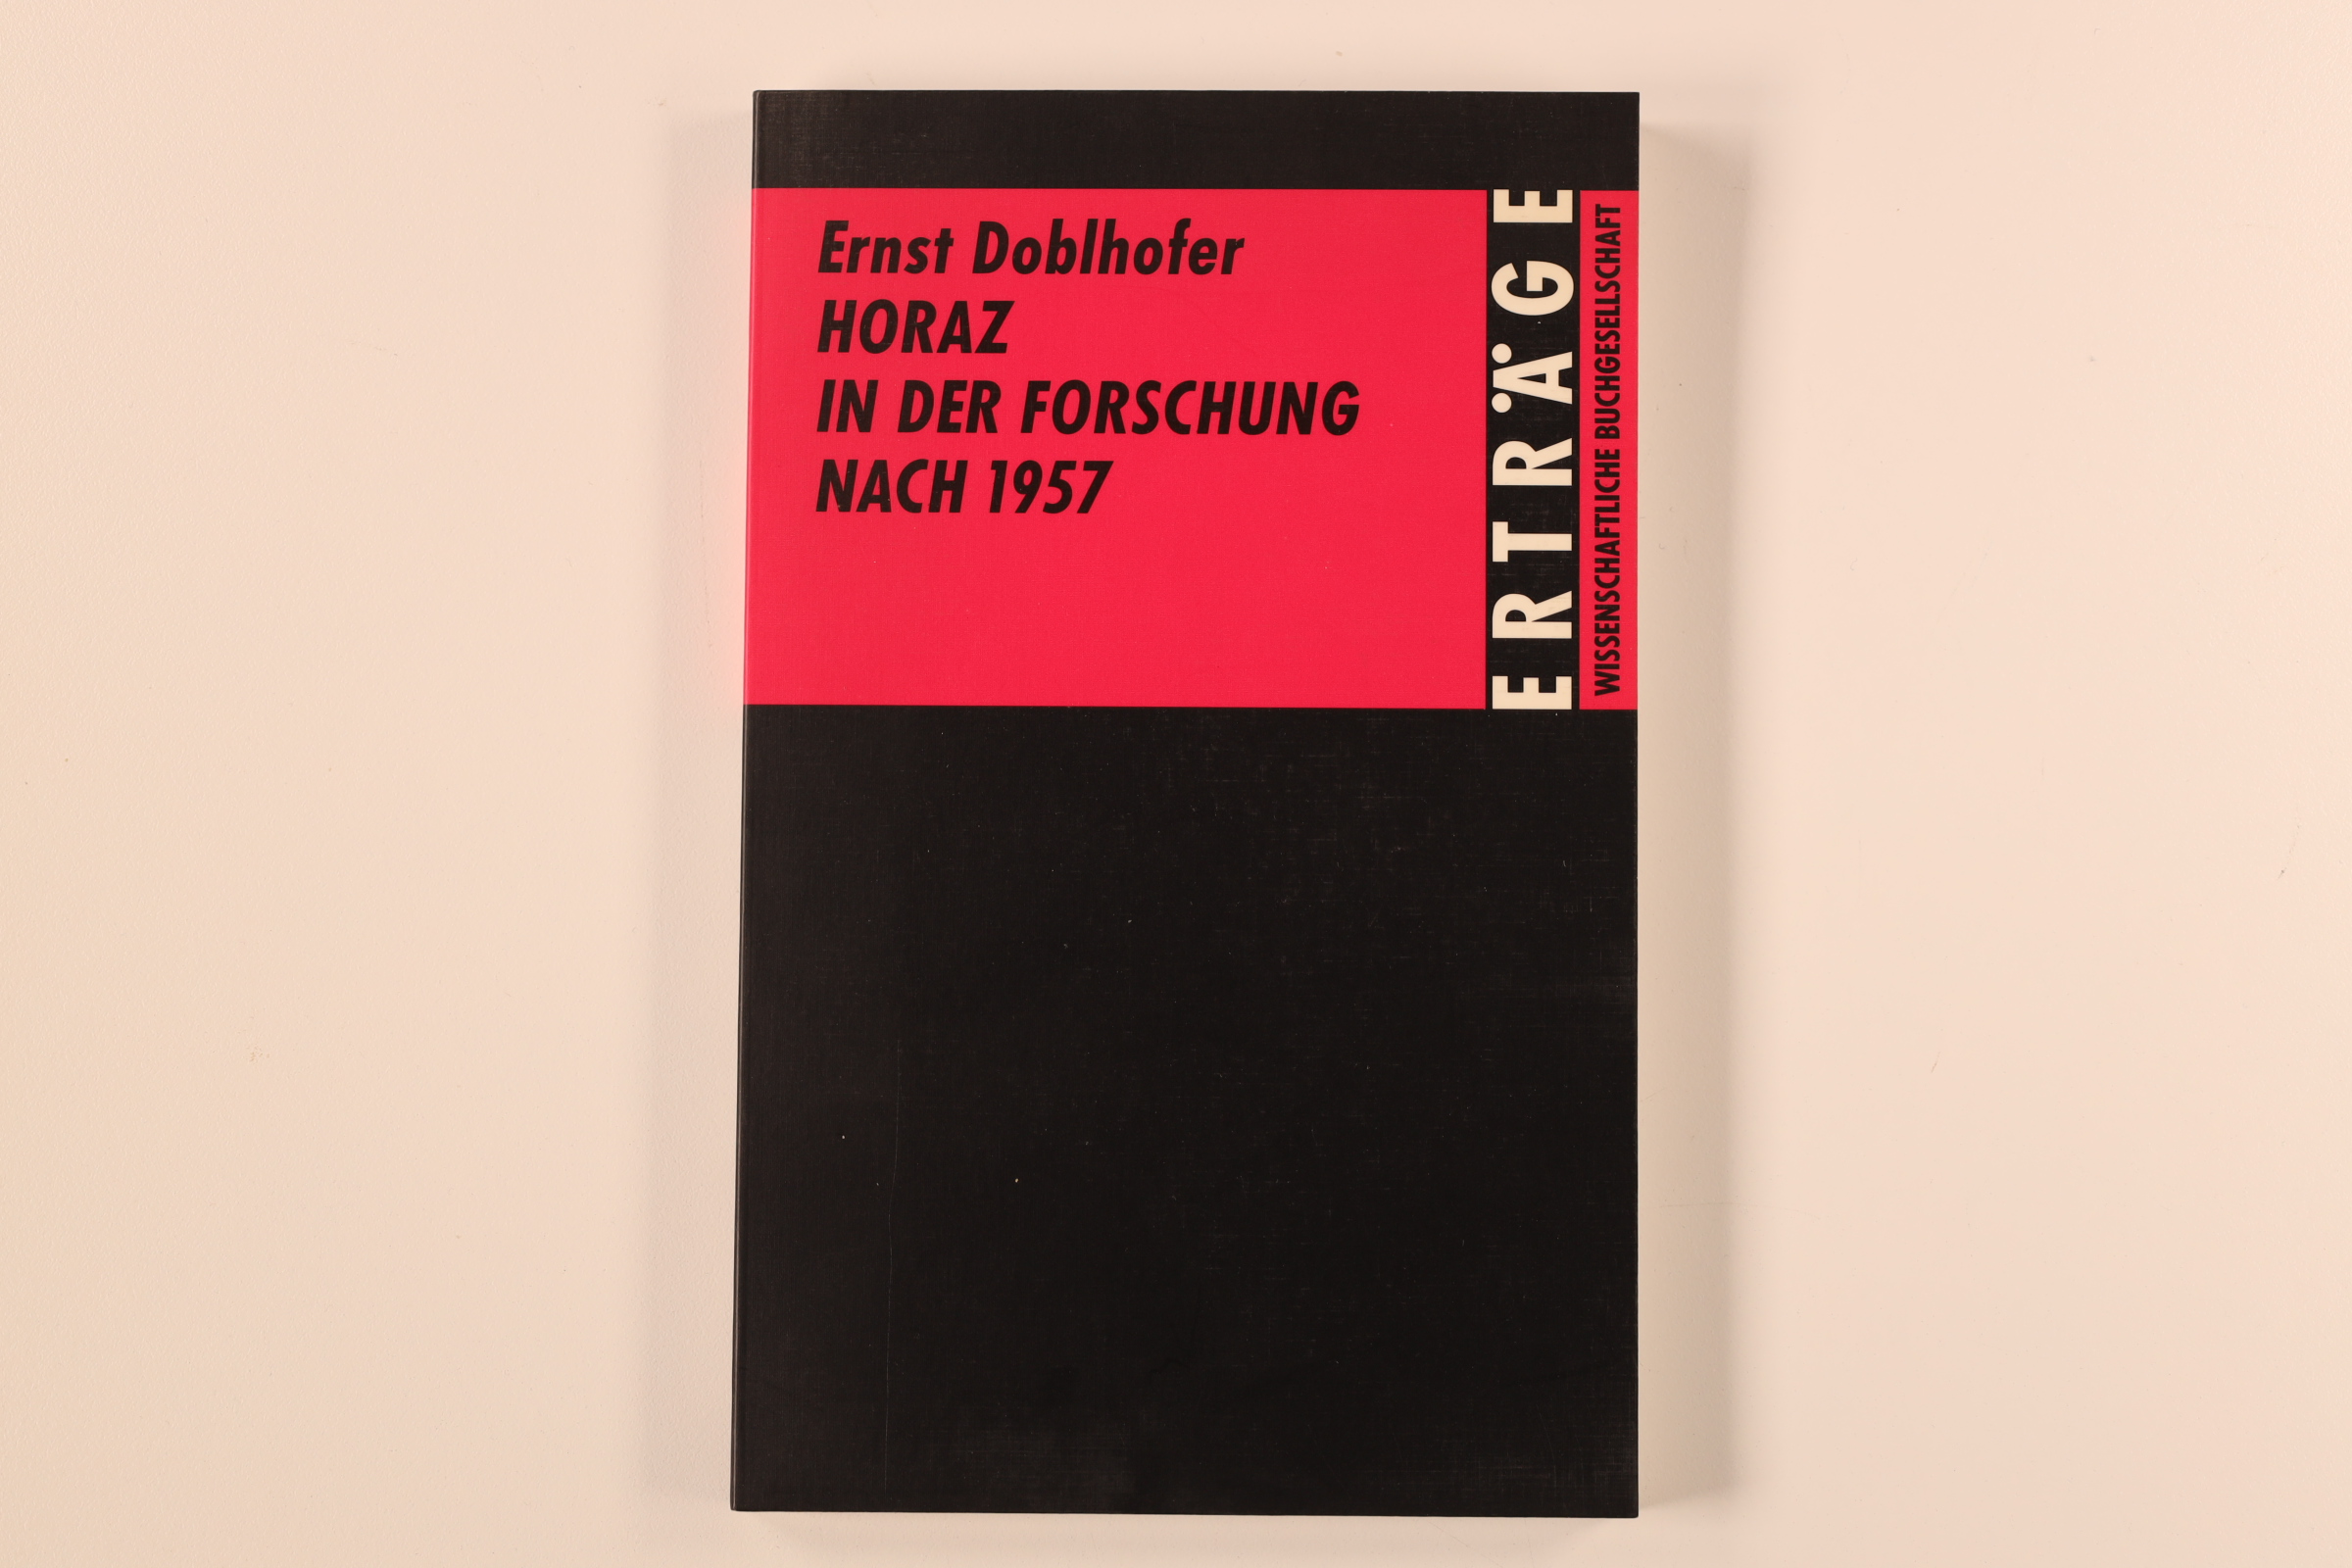 Ernst Doblhofer
HORAZ
IN DER FORSCHUNG
NACH 1957
ERTRÄGE
WISSENSCHAFTLICHE BUCHGESELLSCHAFT